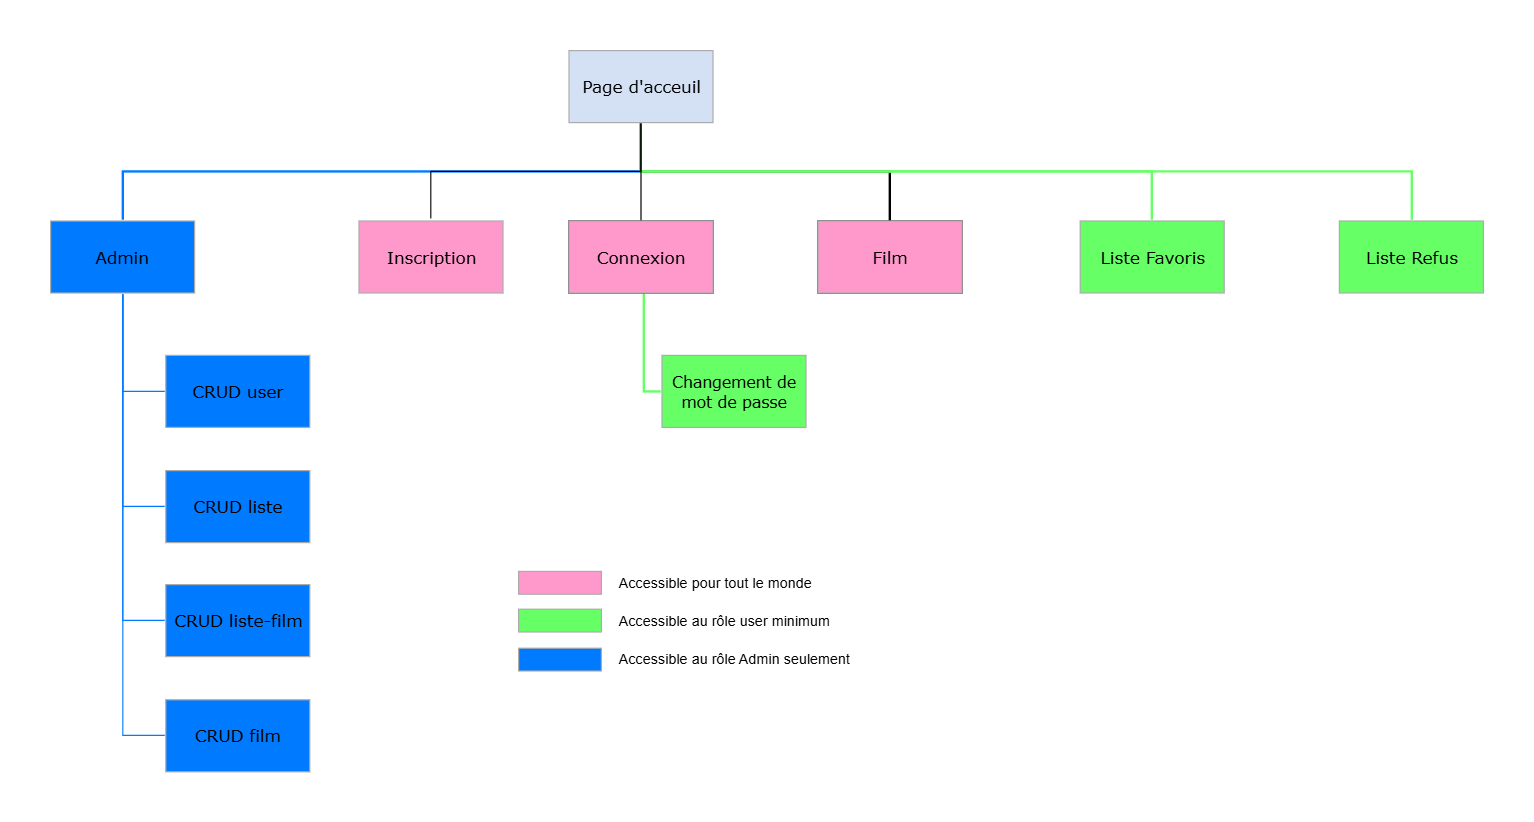 Page d'acceuil
Admin
Inscription
Connexion
Film
Liste Favoris
Liste Refus
CRUD user
Changement de
mot de passe
CRUD liste
CRUD liste-film
CRUD film
Accessible pour tout le monde
Accessible au rôle user minimum
Accessible au rôle Admin seulement